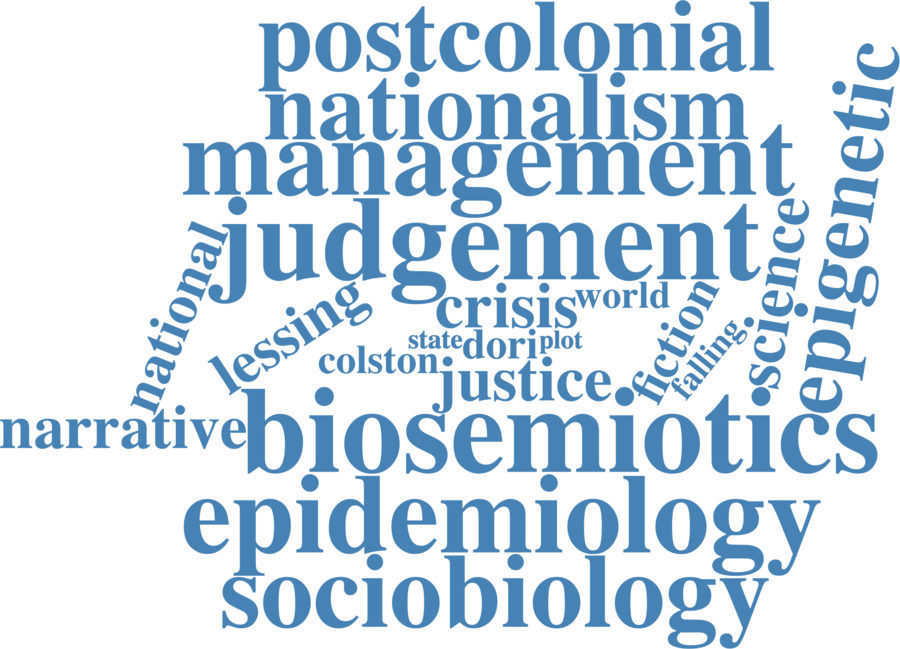 postcolonial
nationalism
management
judgement
epigenetic
science
national
lessing
crisis
world
fiction
falling
state
dori
plot
colston
justice
narrative
biosemiotics
epidemiology
sociobiology